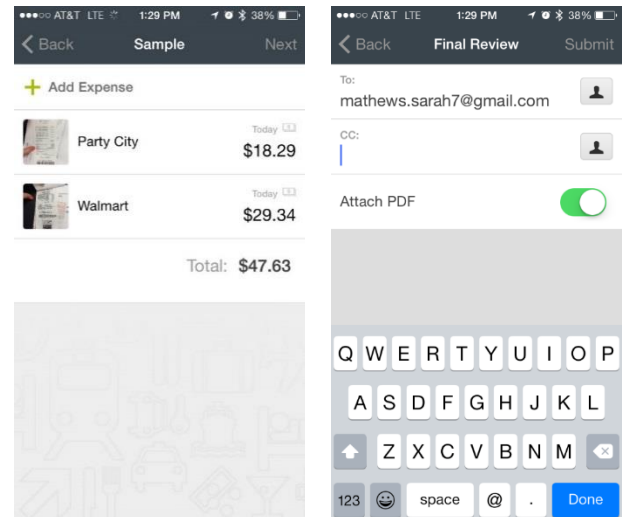 AT&T LTE 1:29 PM 38%
Back Sample Next
+ Add Expense
Today
Party City
$18.29
Today
Walmart
$29.34
Total: $47.63
AT&T LTE 1:29 PM 38%
Back Final Review Submit
To:
mathews.sarah7@gmail.com
CC:
Attach PDF
Q W E R T Y U I O P
A S D F G H J K L
Z X C V B N M
123 space @ . Done